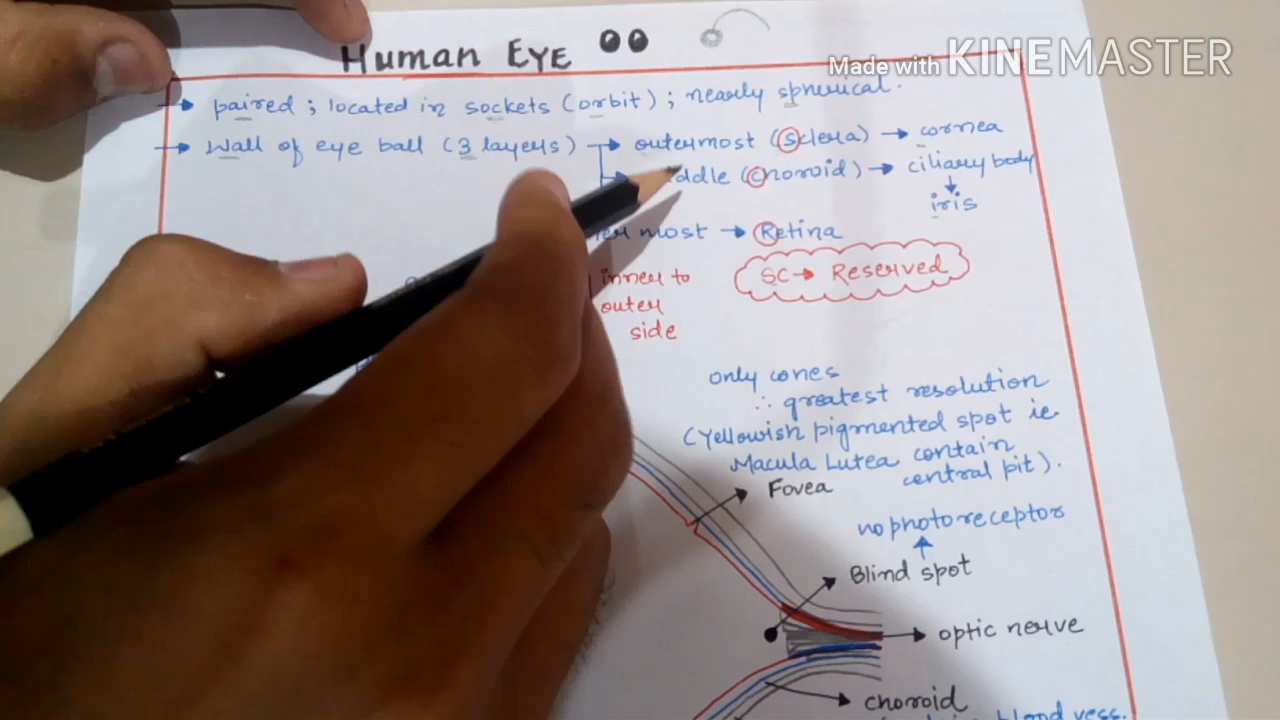 Human EYE
Made with KINEMASTER
→ paired ; located in sockets (orbit) ; nearly spherical.
→ Wall of eye ball (3 layers) → outermost (sclera) → cornea
(choroid) → ciliary body
↓
iris
most → Retina
SC → Reserved
inner to
outer
side
only cones
∴ greatest resolution
(Yellowish pigmented spot ie
Macula Lutea contain
central pit).
Fovea
no photoreceptor
Blind spot
optic nerve
choroid
blood vess.